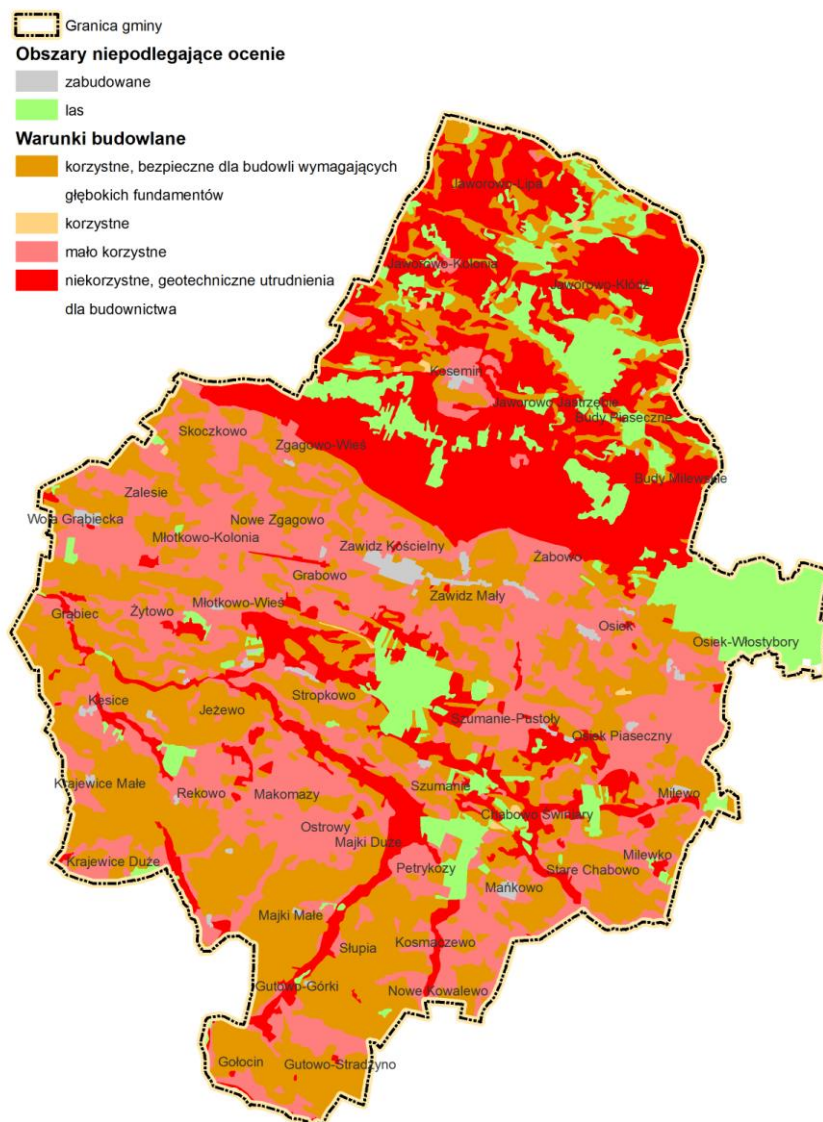 Granica gminy
Obszary niepodlegające ocenie
zabudowane
las
Warunki budowlane
korzystne, bezpieczne dla budowli wymagających
głębokich fundamentów
korzystne
mało korzystne
niekorzystne, geotechniczne utrudnienia
dla budownictwa
Jaworowo-Lipa
Jaworowo-Kolonia
Jaworowo-Kłódź
Kosemin
Jaworowo Jastrzębie
Budy Piaseczne
Skoczkowo
Zgagowo-Wieś
Budy Milewskie
Zalesie
Wola Grąbiecka
Nowe Zgagowo
Młotkowo-Kolonia
Zawidz Kościelny
Żabowo
Grabowo
Zawidz Mały
Młotkowo-Wieś
Grąbiec
Żytowo
Osiek
Osiek-Włostybory
Kęsice
Stropkowo
Jeżewo
Szumanie-Pustoły
Osiek Piaseczny
Krajewice Małe
Rekowo
Makomazy
Szumanie
Milewo
Ostrowy
Chabowo Świniary
Majki Duże
Milewko
Krajewice Duże
Petrykozy
Stare Chabowo
Mańkowo
Majki Małe
Słupia
Kosmaczewo
Gutowo-Górki
Nowe Kowalewo
Gołocin
Gutowo-Stradzyno